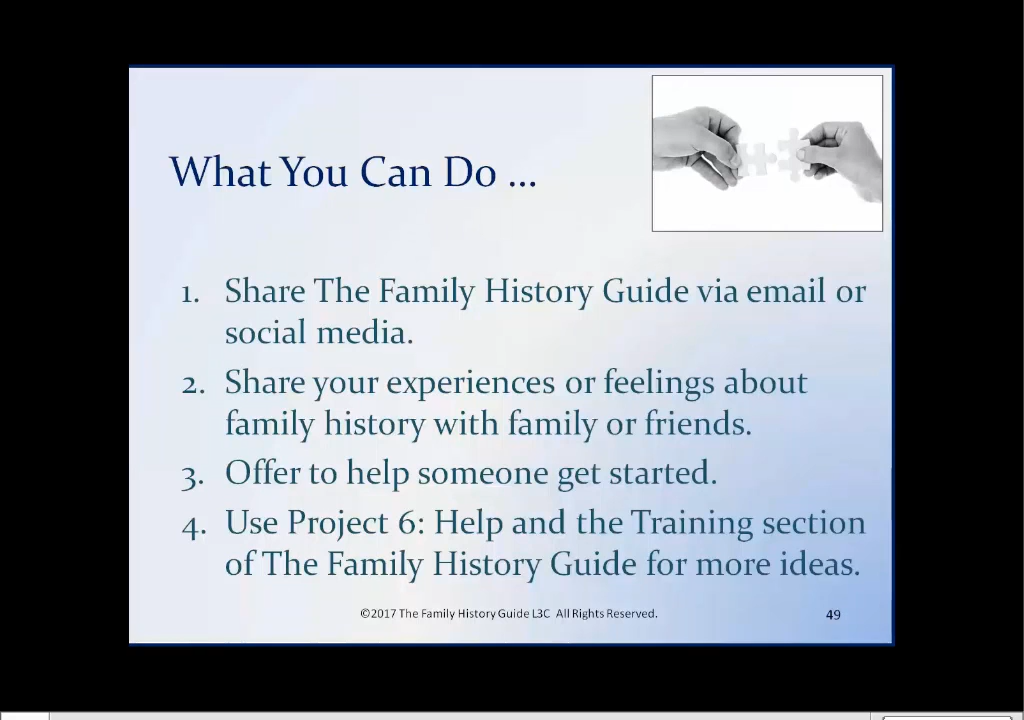 What You Can Do ...
1. Share The Family History Guide via email or
social media.
2. Share your experiences or feelings about
family history with family or friends.
3. Offer to help someone get started.
4. Use Project 6: Help and the Training section
of The Family History Guide for more ideas.
©2017 The Family History Guide L3C All Rights Reserved.
49